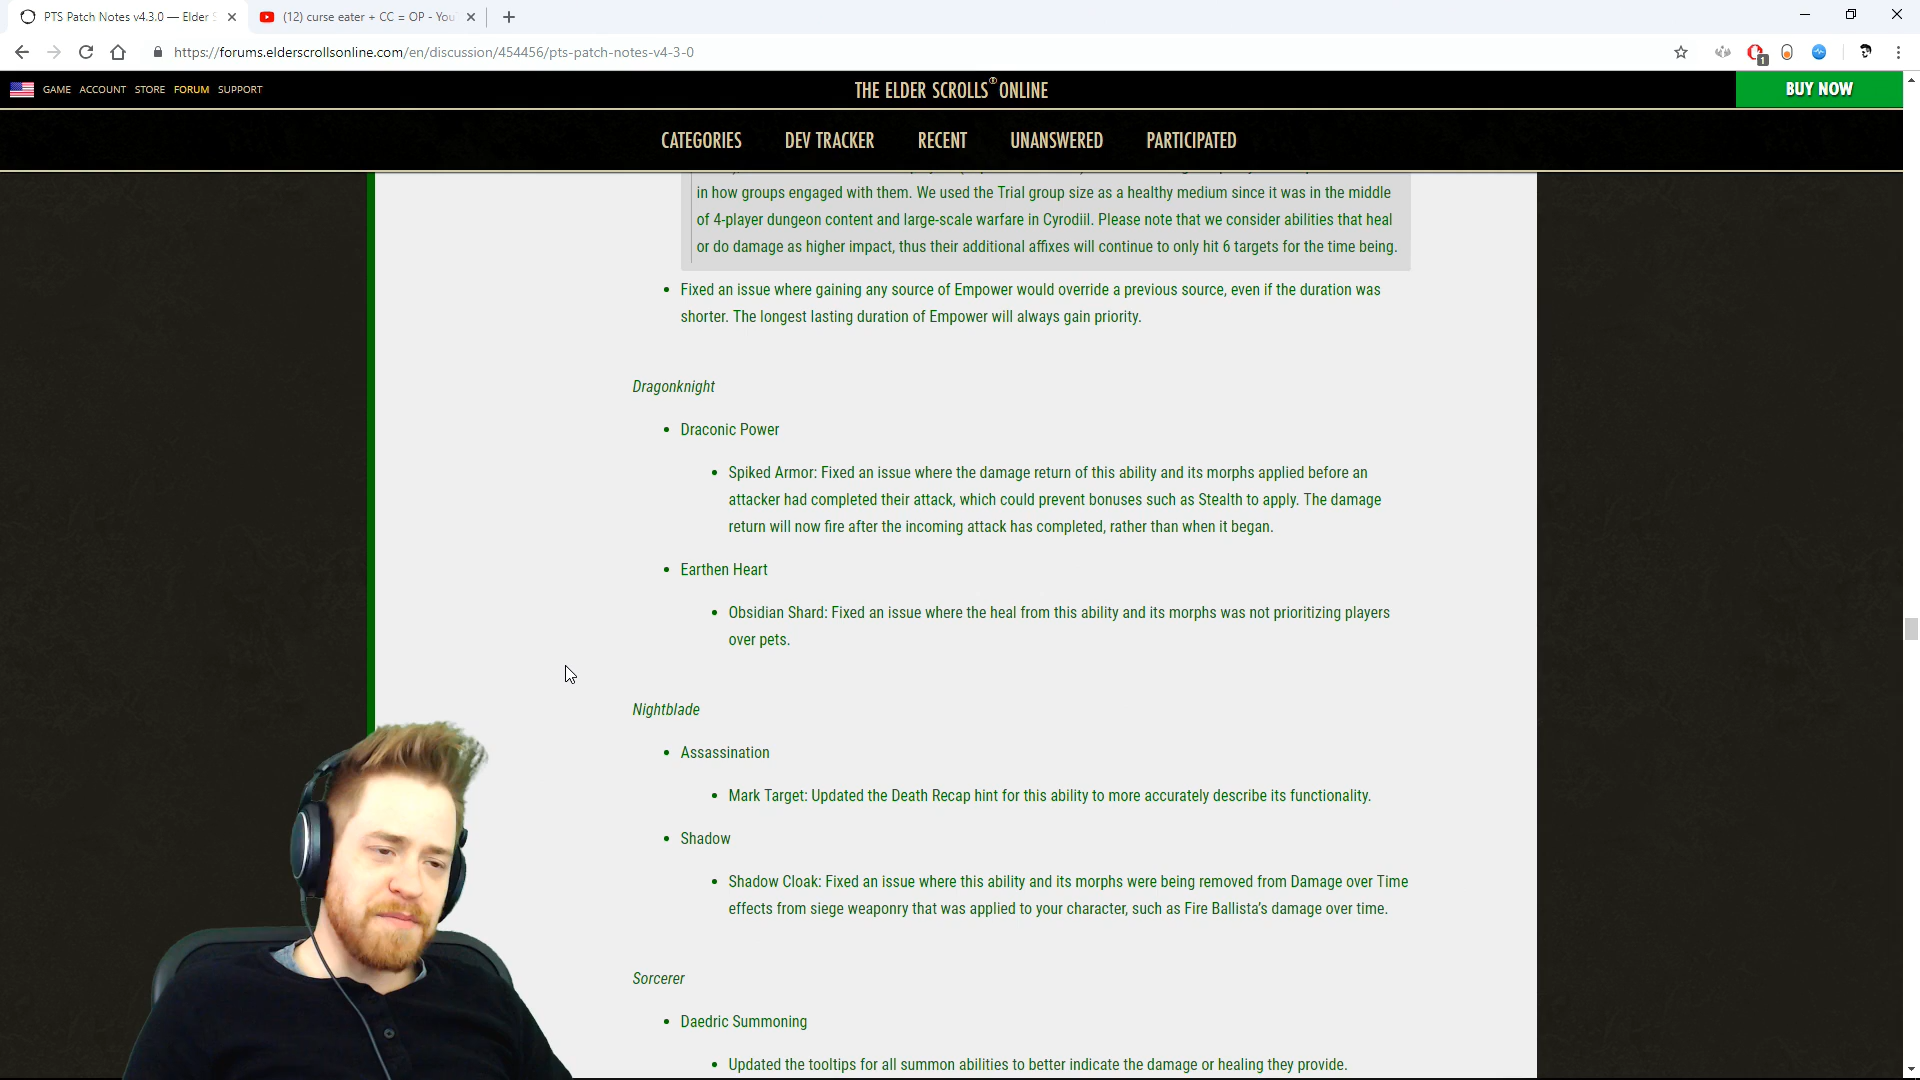 PTS Patch Notes v4.3.0 — Elder S
(12) curse eater + CC = OP - You
https://forums.elderscrollsonline.com/en/discussion/454456/pts-patch-notes-v4-3-0
1
GAME ACCOUNT STORE FORUM SUPPORT
THE ELDER SCROLLS ONLINE
BUY NOW
CATEGORIES DEV TRACKER RECENT UNANSWERED PARTICIPATED
in how groups engaged with them. We used the Trial group size as a healthy medium since it was in the middle
of 4-player dungeon content and large-scale warfare in Cyrodiil. Please note that we consider abilities that heal
or do damage as higher impact, thus their additional affixes will continue to only hit 6 targets for the time being.
• Fixed an issue where gaining any source of Empower would override a previous source, even if the duration was
shorter. The longest lasting duration of Empower will always gain priority.
Dragonknight
• Draconic Power
• Spiked Armor: Fixed an issue where the damage return of this ability and its morphs applied before an
attacker had completed their attack, which could prevent bonuses such as Stealth to apply. The damage
return will now fire after the incoming attack has completed, rather than when it began.
• Earthen Heart
• Obsidian Shard: Fixed an issue where the heal from this ability and its morphs was not prioritizing players
over pets.
Nightblade
• Assassination
• Mark Target: Updated the Death Recap hint for this ability to more accurately describe its functionality.
• Shadow
• Shadow Cloak: Fixed an issue where this ability and its morphs were being removed from Damage over Time
effects from siege weaponry that was applied to your character, such as Fire Ballista's damage over time.
Sorcerer
• Daedric Summoning
• Updated the tooltips for all summon abilities to better indicate the damage or healing they provide.